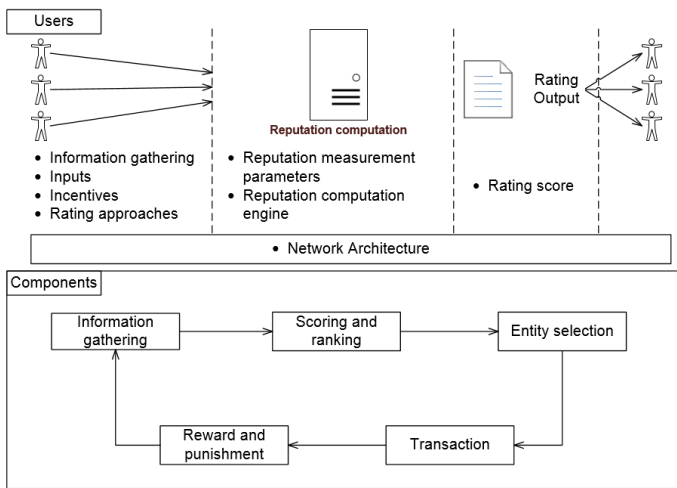 Users
Reputation computation
Rating
Output
• Information gathering
• Inputs
• Incentives
• Rating approaches
• Reputation measurement
parameters
• Reputation computation
engine
• Rating score
• Network Architecture
Components
Information
gathering
Scoring and
ranking
Entity selection
Transaction
Reward and
punishment